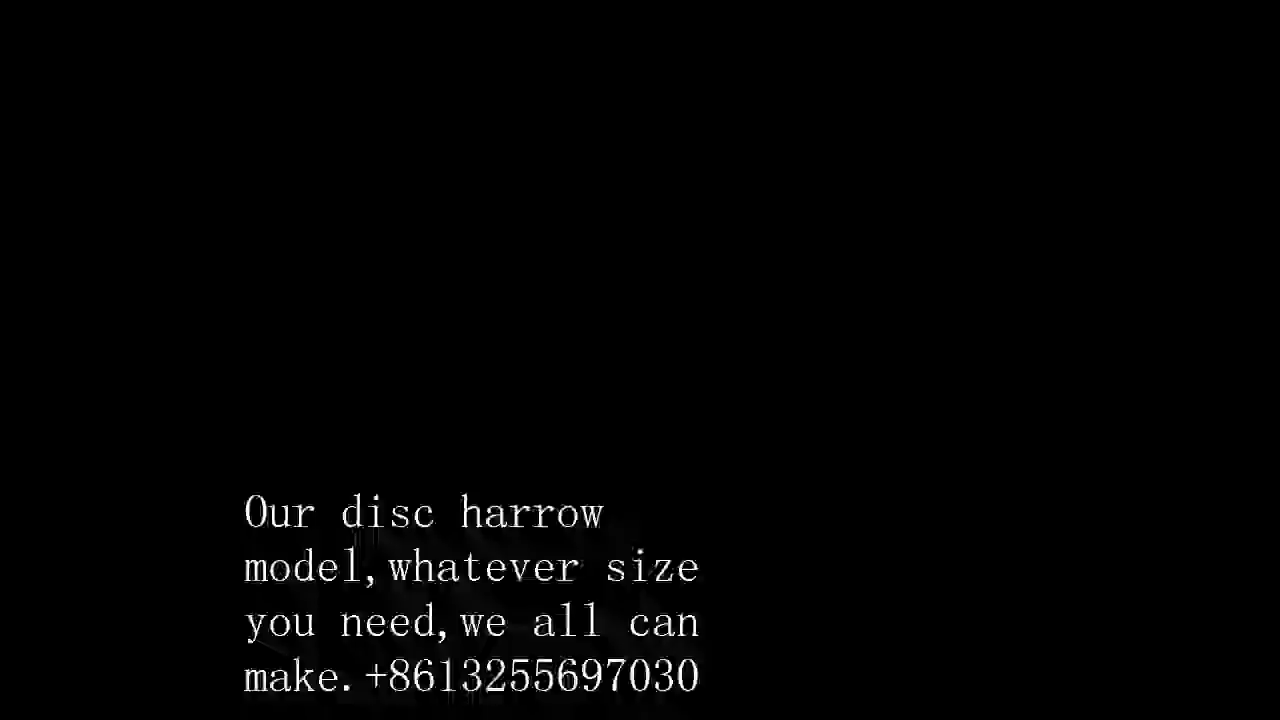 Our disc harrow
model,whatever size
you need,we all can
make.+8613255697030